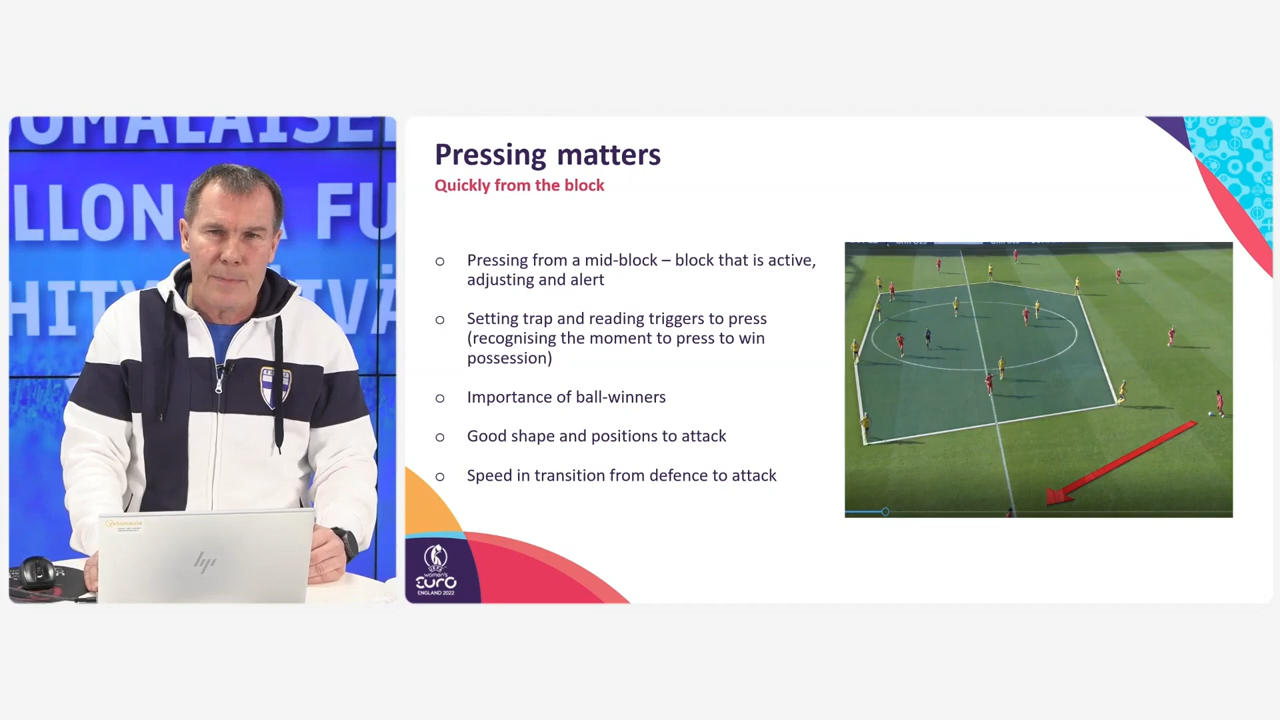 Pressing matters
Quickly from the block
Pressing from a mid-block – block that is active,
adjusting and alert
Setting trap and reading triggers to press
(recognising the moment to press to win
possession)
Importance of ball-winners
Good shape and positions to attack
Speed in transition from defence to attack
WOMEN'S
EURO
ENGLAND 2022
hp